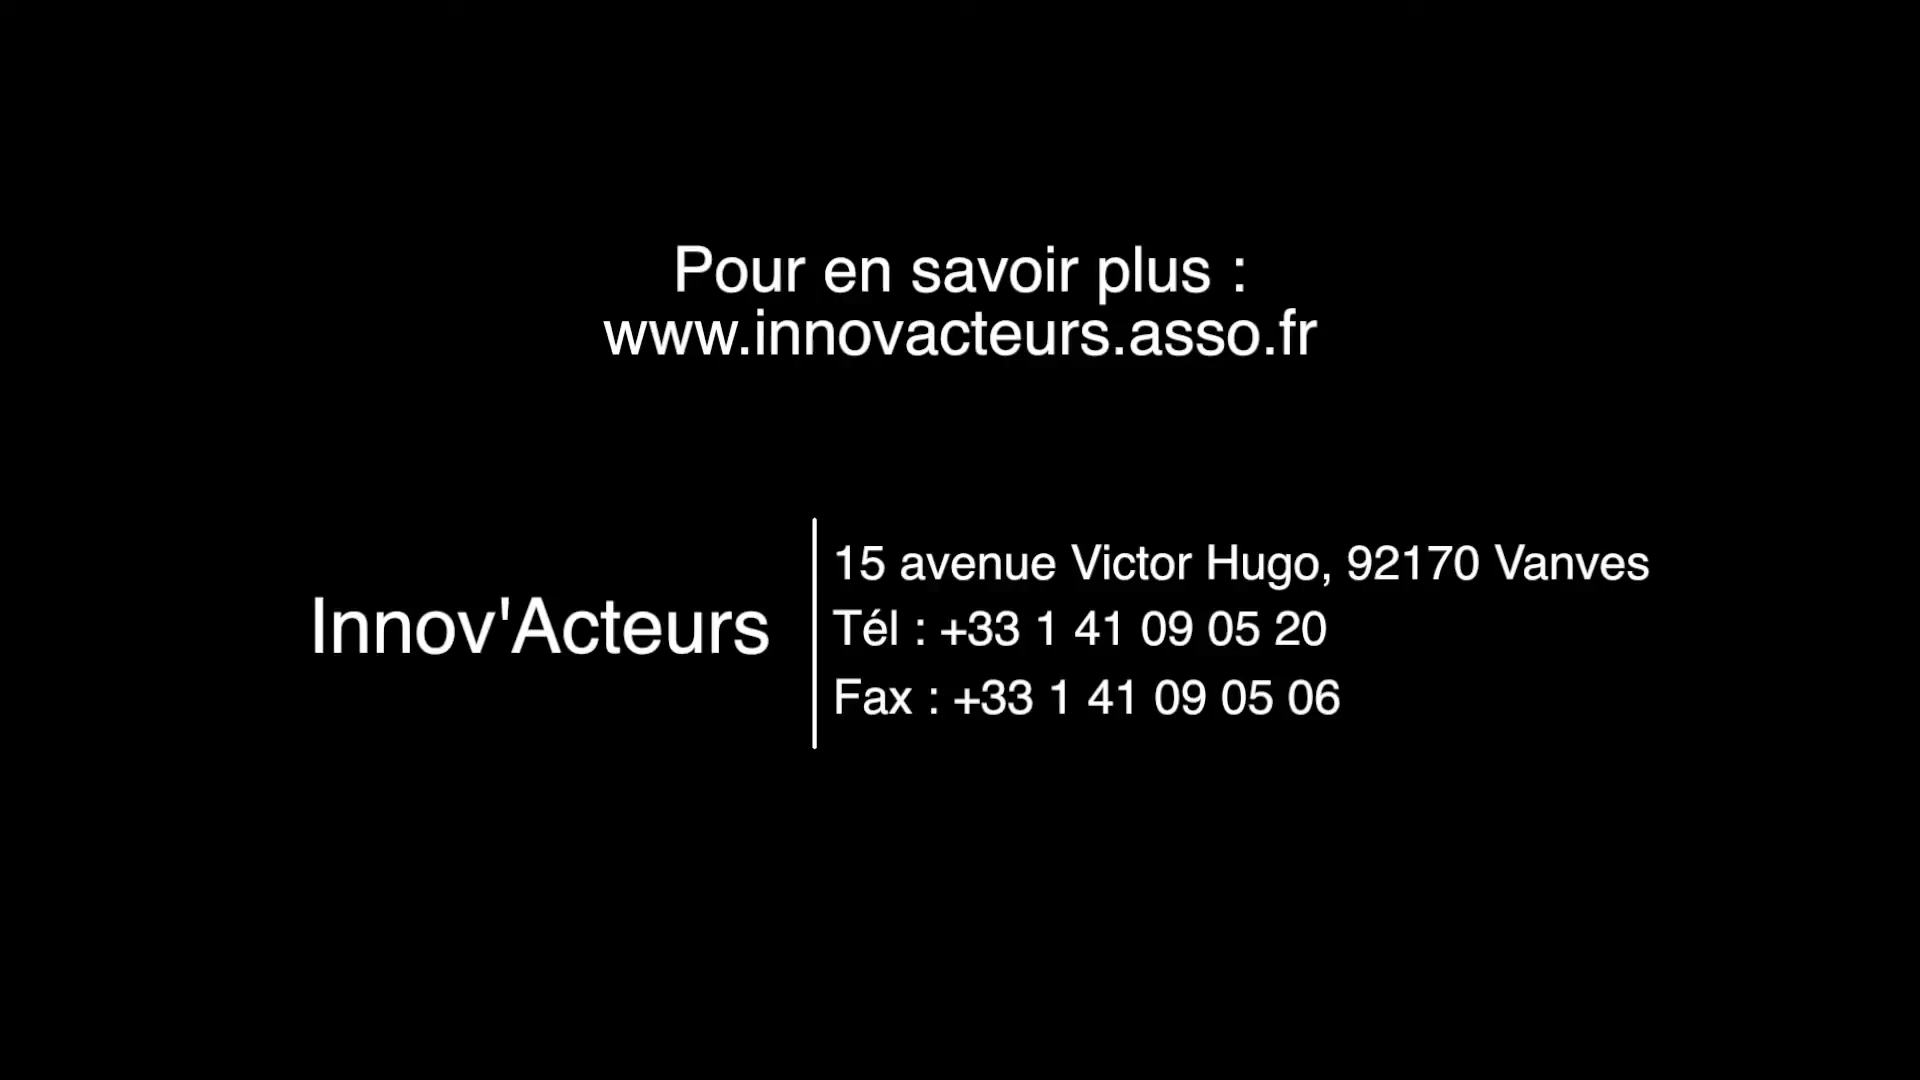 Pour en savoir plus :
www.innovacteurs.asso.fr
Innov'Acteurs
15 avenue Victor Hugo, 92170 Vanves
Tél : +33 1 41 09 05 20
Fax : +33 1 41 09 05 06